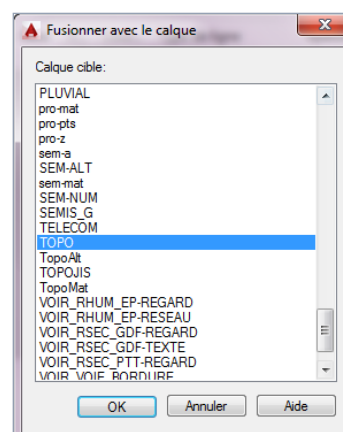 Fusionner avec le calque
Calque cible:
PLUVIAL
pro-mat
pro-pts
pro-z
sem-a
SEM-ALT
sem-mat
SEM-NUM
SEMIS_G
TELECOM
TOPO
TopoAlt
TOPOJIS
TopoMat
VOIR_RHUM_EP-REGARD
VOIR_RHUM_EP-RESEAU
VOIR_RSEC_GDF-REGARD
VOIR_RSEC_GDF-TEXTE
VOIR_RSEC_PTT-REGARD
VOIR_VOIE_BORDURE
OK Annuler Aide